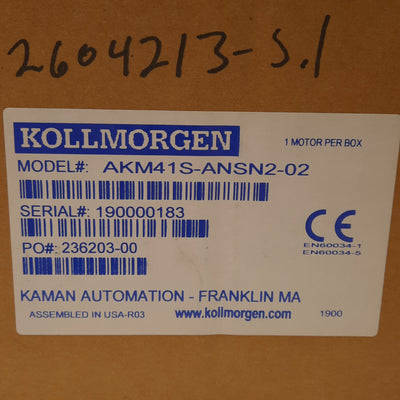 2604213-S.1
KOLLMORGEN
1 MOTOR PER BOX
MODEL#: AKM41S-ANSN2-02
SERIAL#: 190000183
PO#: 236203-00
CE
EN60034-1
EN60034-5
KAMAN AUTOMATION - FRANKLIN MA
ASSEMBLED IN USA-R03 www.kollmorgen.com 1900